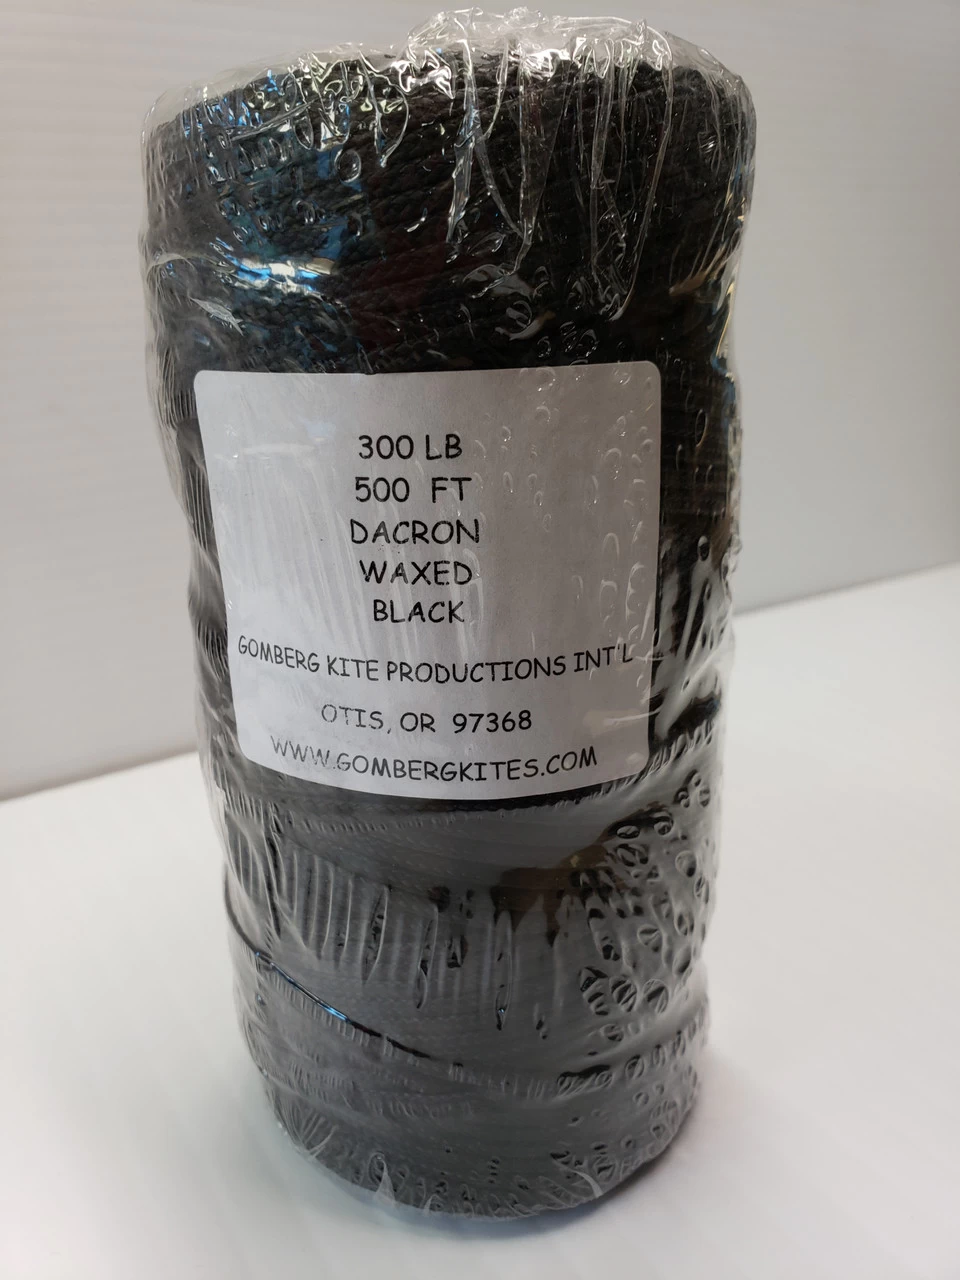 300 LB
500 FT
DACRON
WAXED
BLACK
GOMBERG KITE PRODUCTIONS INT'L
OTIS, OR 97368
WWW.GOMBERGKITES.COM